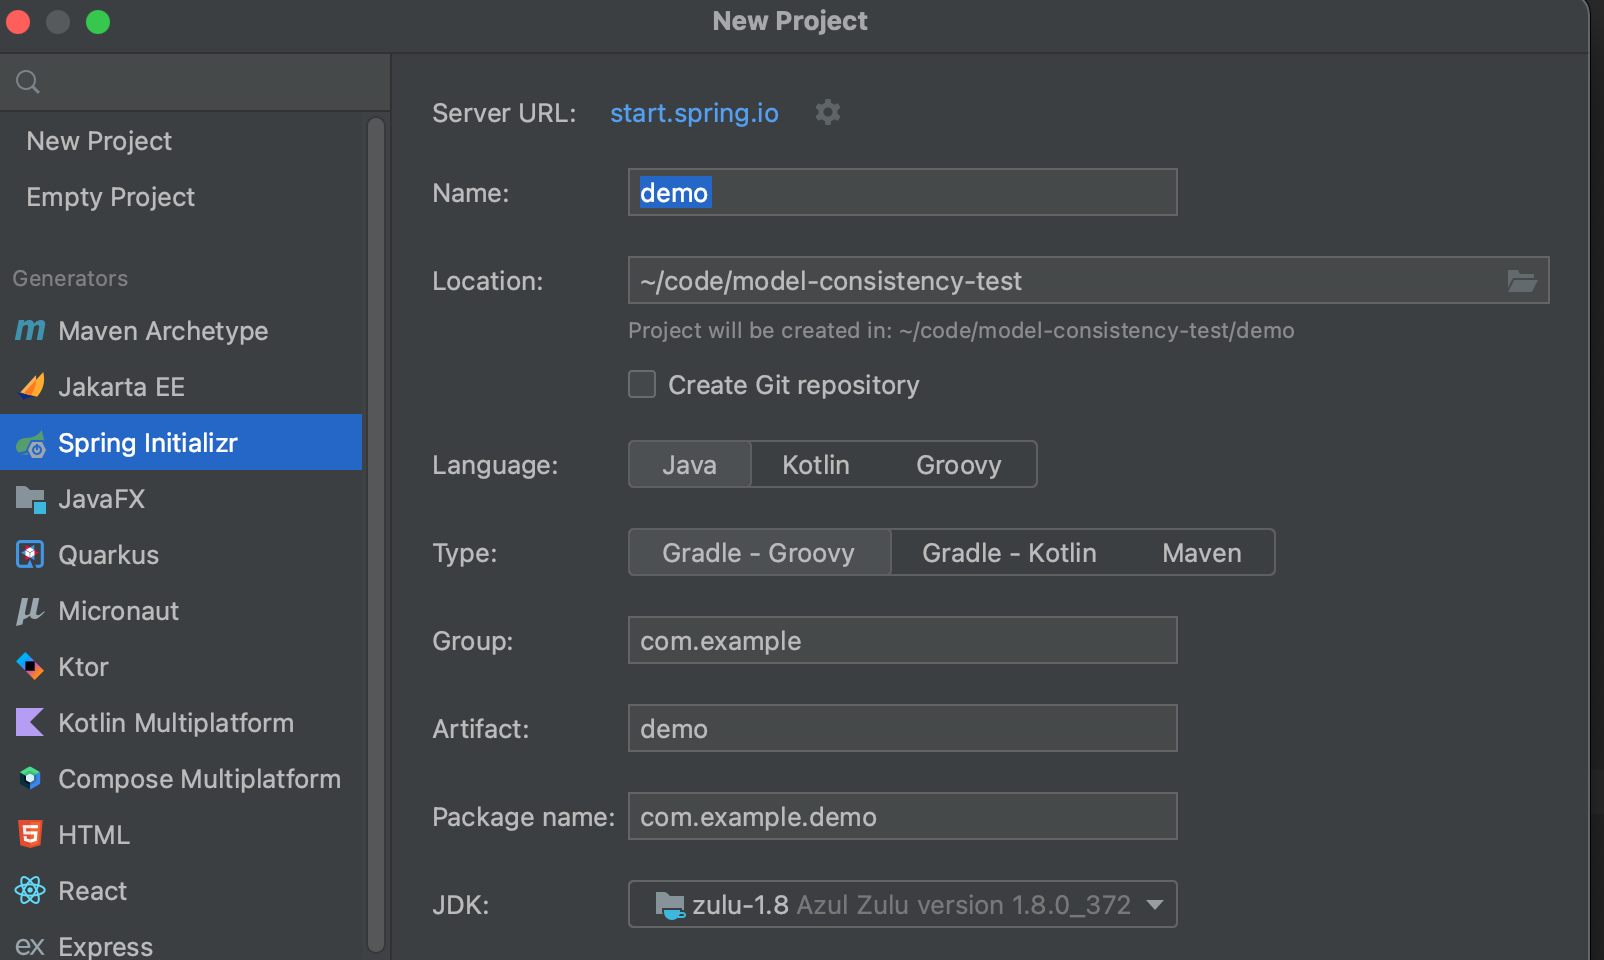 New Project
New Project
Empty Project
Generators
m Maven Archetype
Jakarta EE
Spring Initializr
JavaFX
Quarkus
μ Micronaut
Ktor
Kotlin Multiplatform
Compose Multiplatform
5 HTML
React
ex Express
Server URL: start.spring.io
Name: demo
Location: ~/code/model-consistency-test
Project will be created in: ~/code/model-consistency-test/demo
Create Git repository
Language: Java Kotlin Groovy
Type: Gradle - Groovy Gradle - Kotlin Maven
Group: com.example
Artifact: demo
Package name: com.example.demo
JDK: zulu-1.8 Azul Zulu version 1.8.0_372